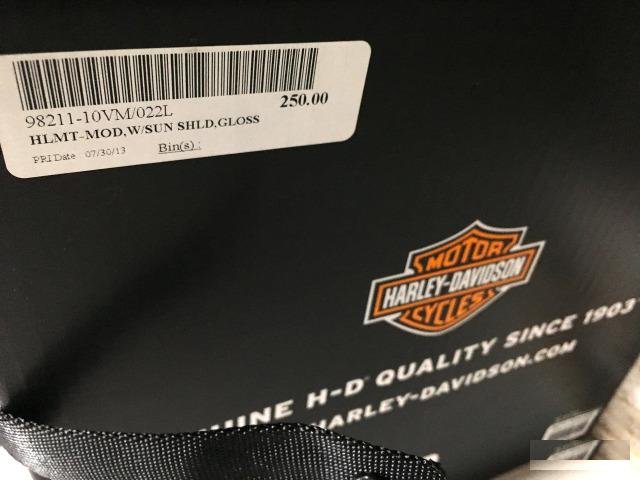 98211-10VM/022L
250.00
HLMT-MOD,W/SUN SHLD,GLOSS
PRI Date 07/30/13 Bin(s) :
MOTOR
HARLEY-DAVIDSON
CYCLES
H-D QUALITY SINCE 1903
HARLEY-DAVIDSON.COM